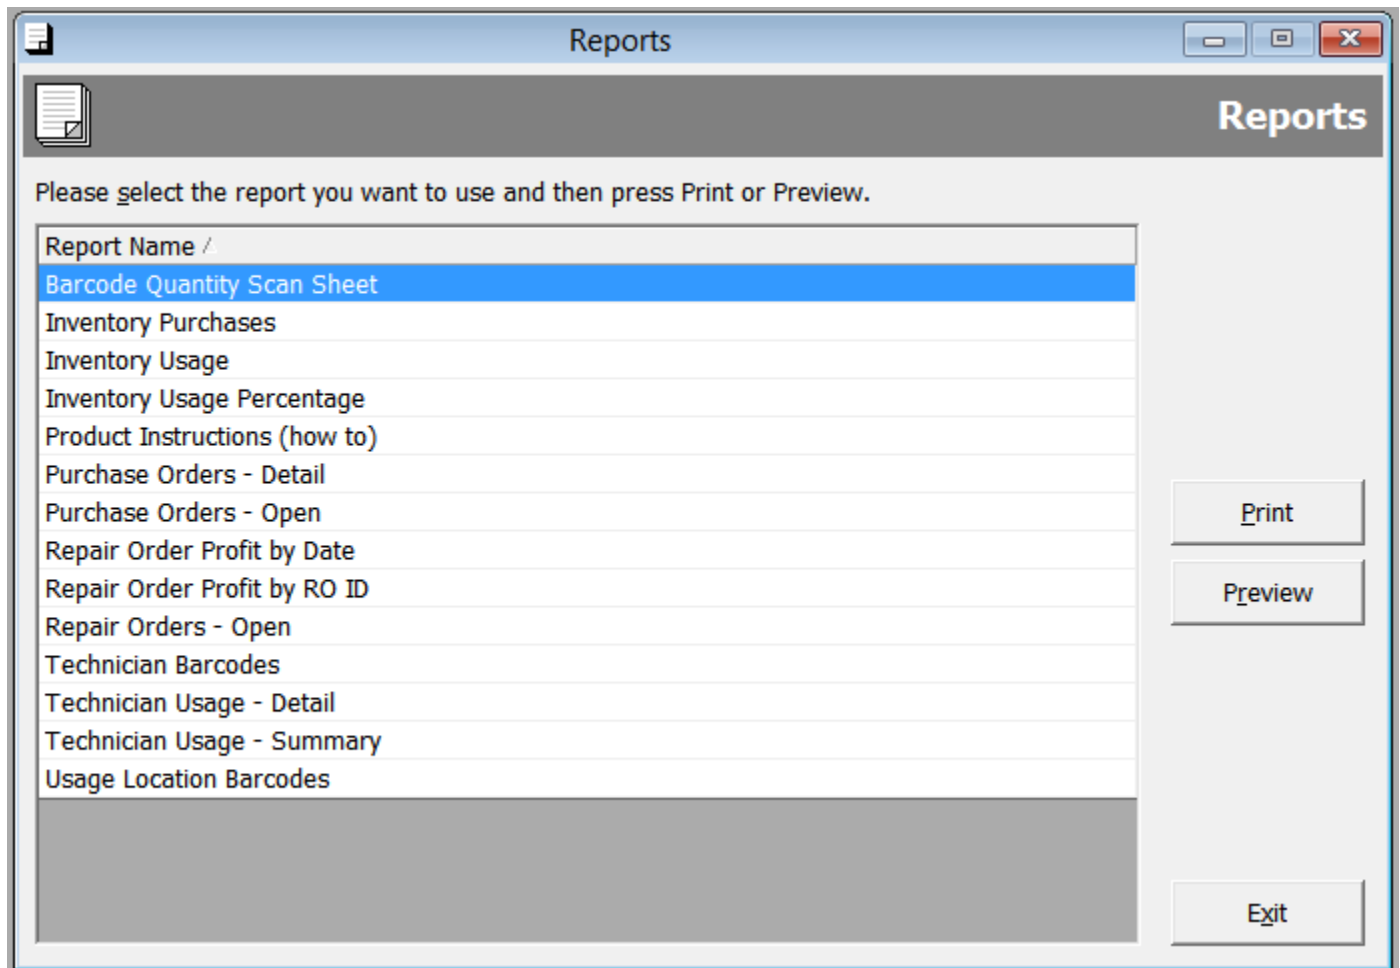 Reports
Reports
Please select the report you want to use and then press Print or Preview.
Report Name
Barcode Quantity Scan Sheet
Inventory Purchases
Inventory Usage
Inventory Usage Percentage
Product Instructions (how to)
Purchase Orders - Detail
Purchase Orders - Open
Repair Order Profit by Date
Repair Order Profit by RO ID
Repair Orders - Open
Technician Barcodes
Technician Usage - Detail
Technician Usage - Summary
Usage Location Barcodes
Print
Preview
Exit